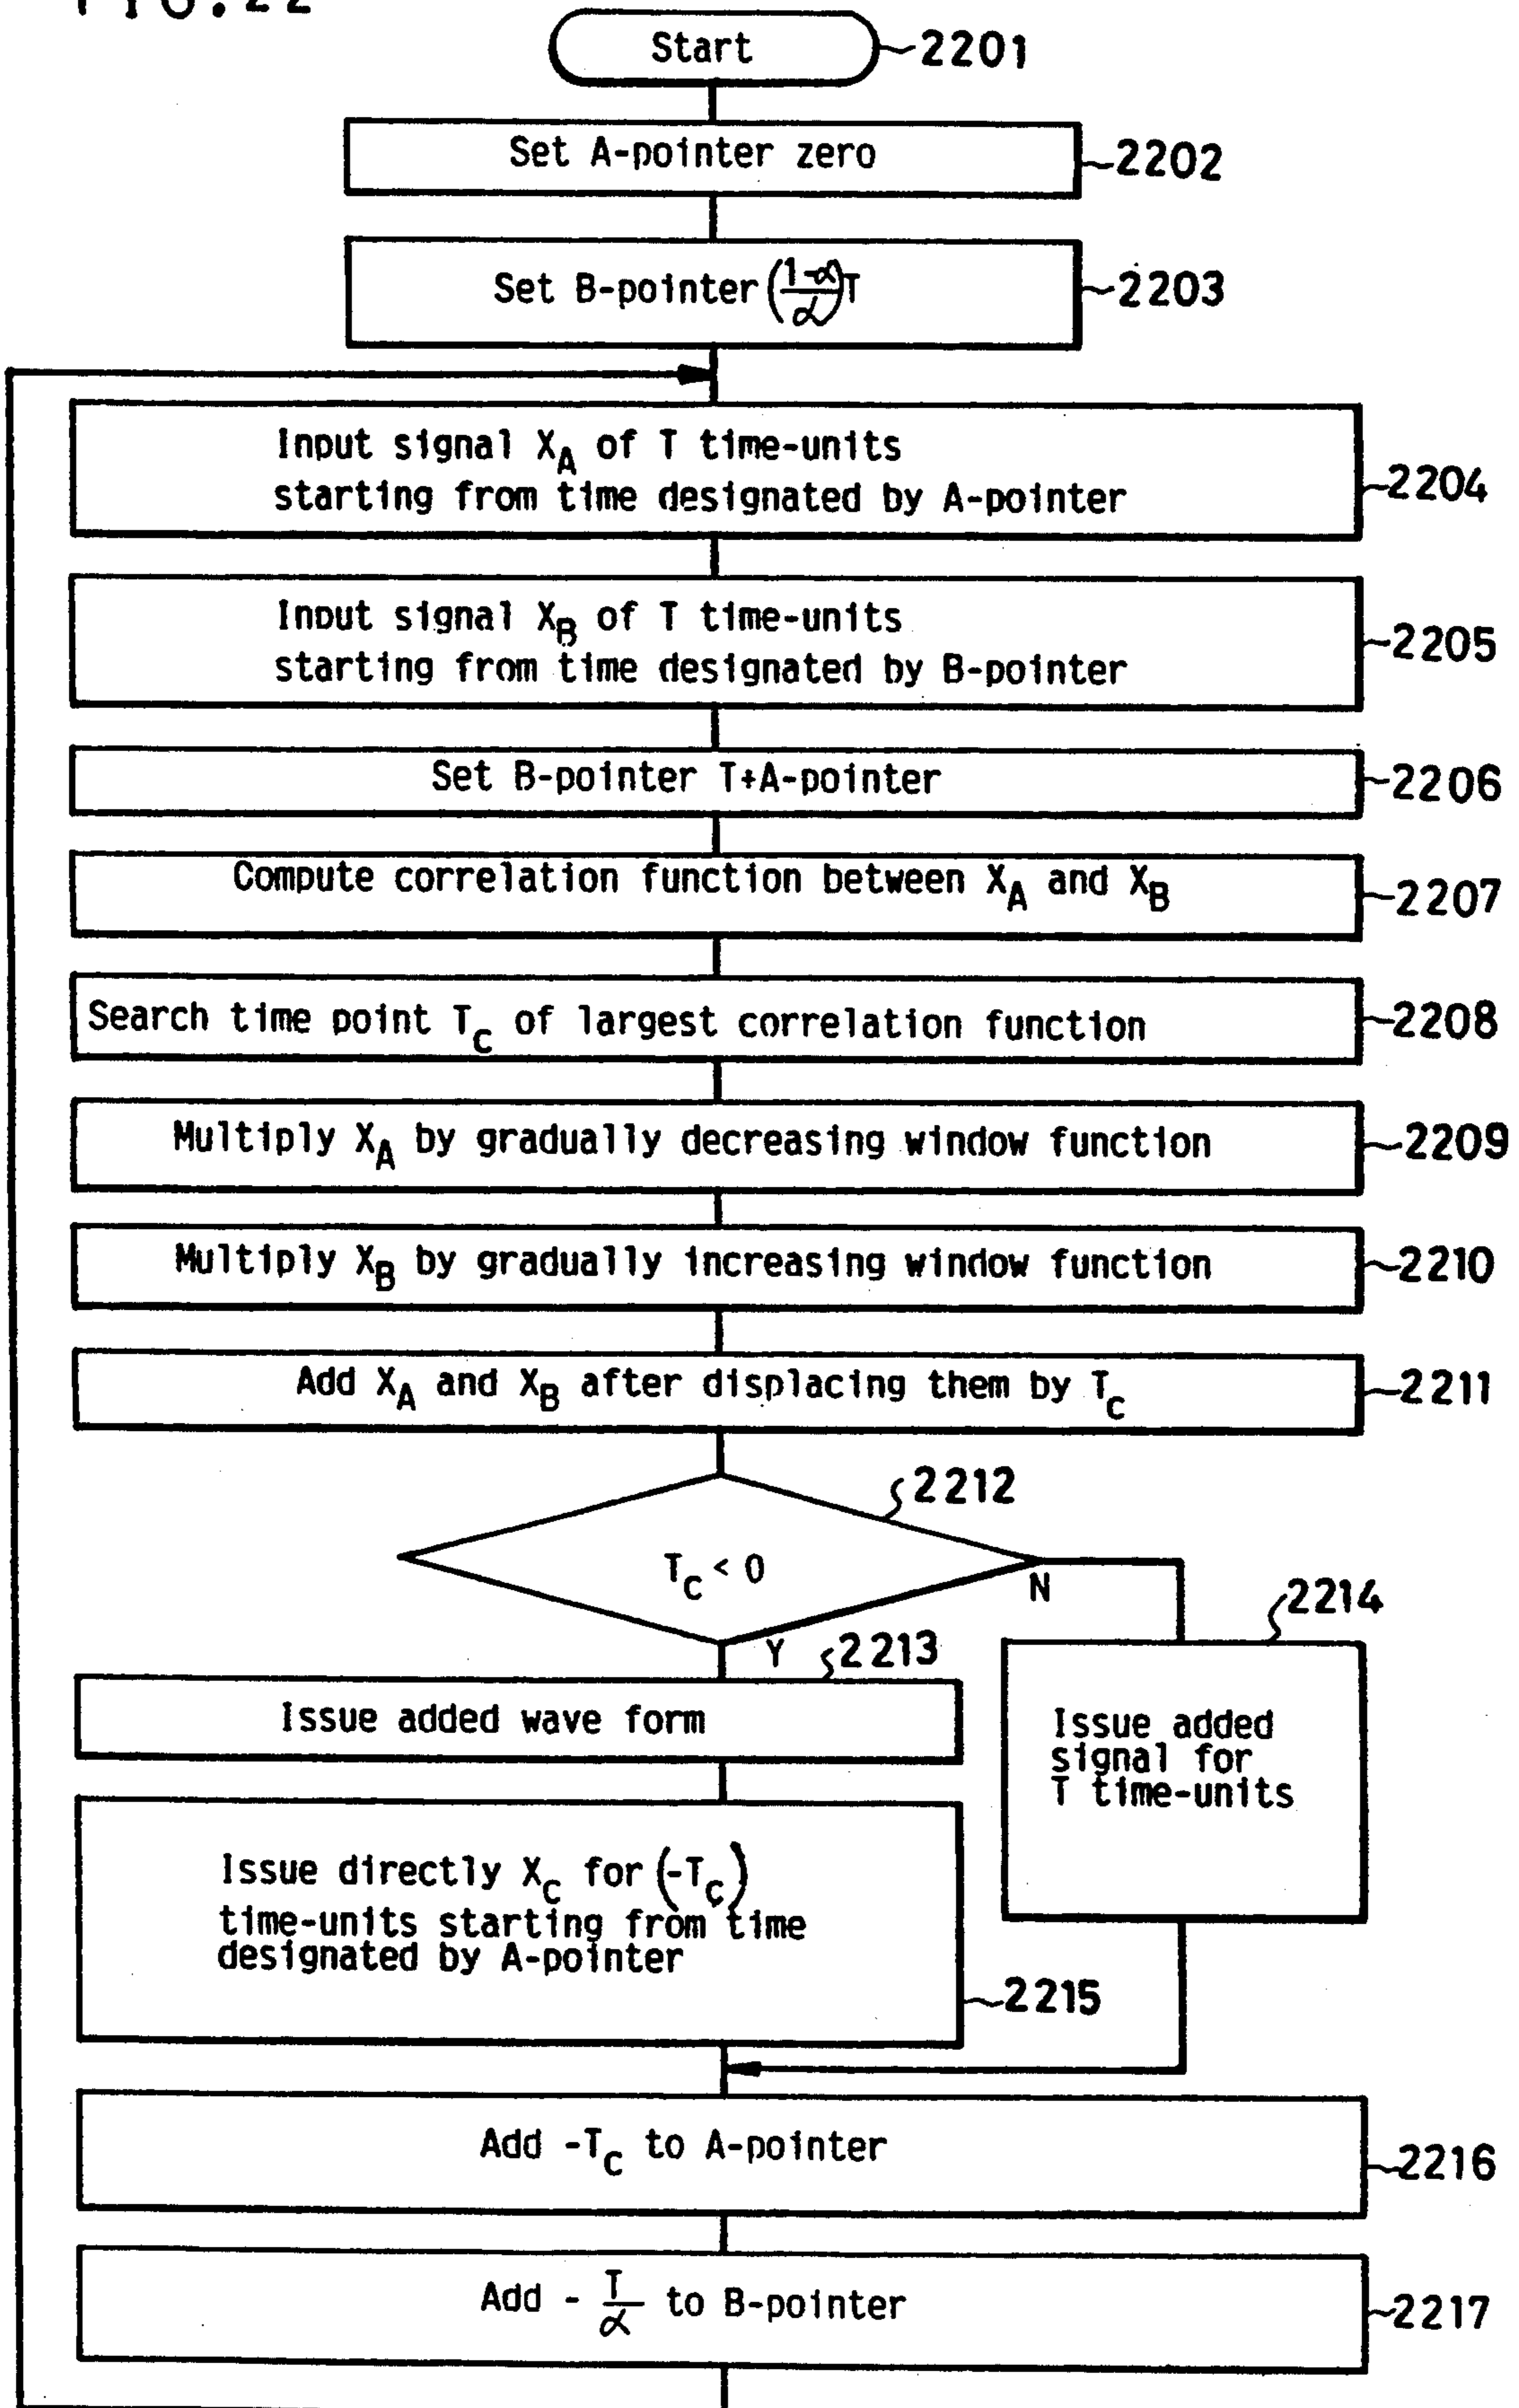 FIG. 22
Start
2201
Set A-pointer zero
2202
Set B-pointer (1-α/α)T
2203
Input signal X_A of T time-units
starting from time designated by A-pointer
2204
Input signal X_B of T time-units
starting from time designated by B-pointer
2205
Set B-pointer T+A-pointer
2206
Compute correlation function between X_A and X_B
2207
Search time point T_C of largest correlation function
2208
Multiply X_A by gradually decreasing window function
2209
Multiply X_B by gradually increasing window function
2210
Add X_A and X_B after displacing them by T_C
2211
2212
T_C < 0
N
Y
2213
2214
Issue added wave form
Issue added
signal for
T time-units
Issue directly X_C for (-T_C)
time-units starting from time
designated by A-pointer
2215
Add -T_C to A-pointer
2216
Add - T/α to B-pointer
2217